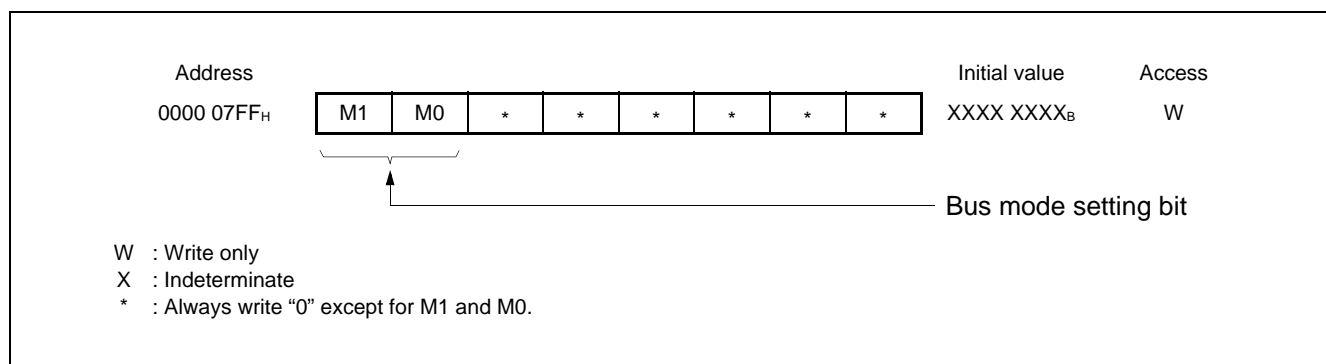 Address Initial value Access
0000 07FFH M1 M0 * * * * * * XXXX XXXXB W
Bus mode setting bit
W : Write only
X : Indeterminate
* : Always write “0” except for M1 and M0.